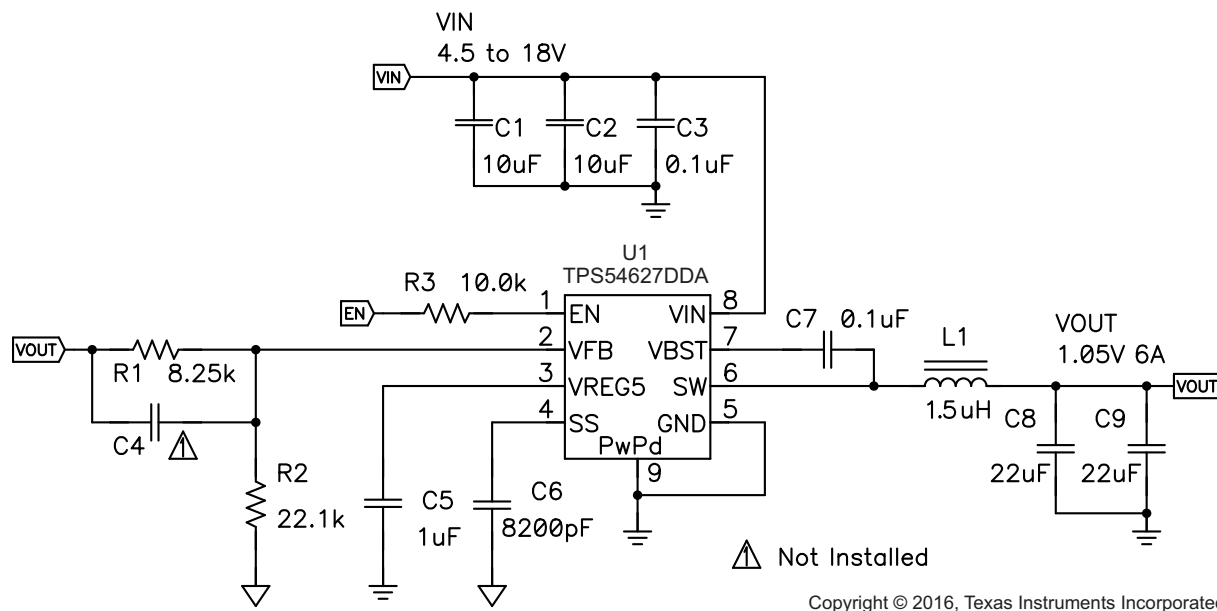 VIN
4.5 to 18V
VIN
C1
C2
C3
10uF
10uF
0.1uF
U1
TPS54627DDA
R3 10.0k
EN
1
EN
VIN
8
C7
0.1uF
L1
VOUT
1.05V 6A
VOUT
R1
8.25k
2
VFB
VBST
7
3
VREG5
SW
6
VOUT
1.5uH
4
SS
GND
5
C8
C9
C4
1
PwPd
9
22uF
22uF
R2
22.1k
C5
1uF
C6
8200pF
1 Not Installed
Copyright © 2016, Texas Instruments Incorporated